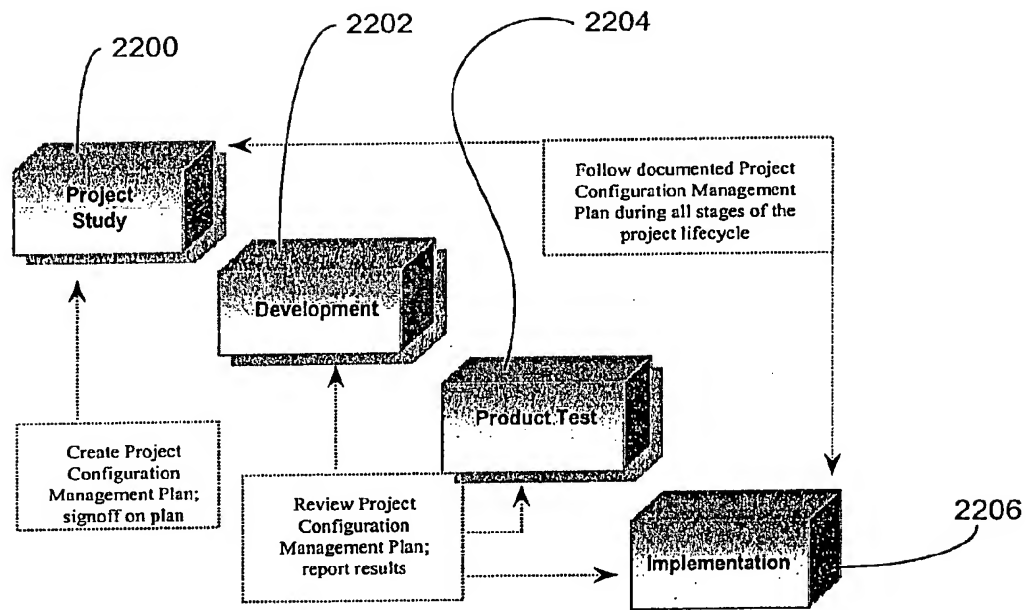 2200
2202
2204
Project
Study
Follow documented Project
Configuration Management
Plan during all stages of the
project lifecycle
Development
Product Test
Create Project
Configuration
Management Plan;
signoff on plan
Review Project
Configuration
Management Plan;
report results
Implementation
2206